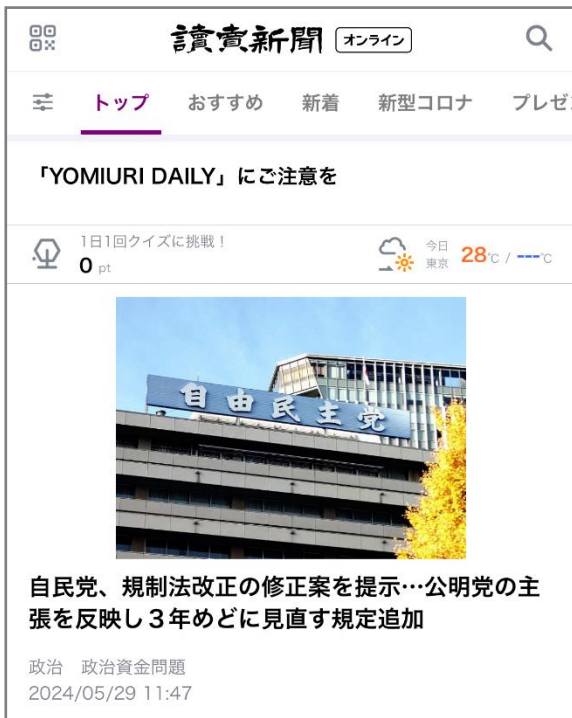 讀賣新聞 オンライン
トップ おすすめ 新着 新型コロナ プレゼ
「YOMIURI DAILY」にご注意を
1日1回クイズに挑戦！
0 pt
今日
東京 28℃ / ---℃
自由民主党
自民党、規制法改正の修正案を提示…公明党の主
張を反映し３年めどに見直す規定追加
政治 政治資金問題
2024/05/29 11:47